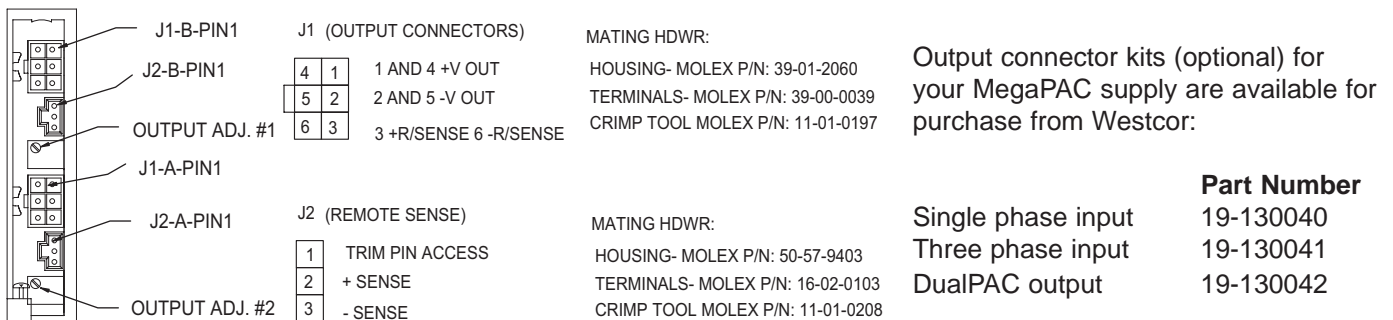 J1-B-PIN1
J2-B-PIN1
OUTPUT ADJ. #1
J1-A-PIN1
J2-A-PIN1
OUTPUT ADJ. #2
J1 (OUTPUT CONNECTORS)
4 1 1 AND 4 +V OUT
5 2 2 AND 5 -V OUT
6 3 3 +R/SENSE 6 -R/SENSE
MATING HDWR:
HOUSING- MOLEX P/N: 39-01-2060
TERMINALS- MOLEX P/N: 39-00-0039
CRIMP TOOL MOLEX P/N: 11-01-0197
J2 (REMOTE SENSE)
1 TRIM PIN ACCESS
2 + SENSE
3 - SENSE
MATING HDWR:
HOUSING- MOLEX P/N: 50-57-9403
TERMINALS- MOLEX P/N: 16-02-0103
CRIMP TOOL MOLEX P/N: 11-01-0208
Output connector kits (optional) for
your MegaPAC supply are available for
purchase from Westcor:
Part Number
Single phase input 19-130040
Three phase input 19-130041
DualPAC output 19-130042